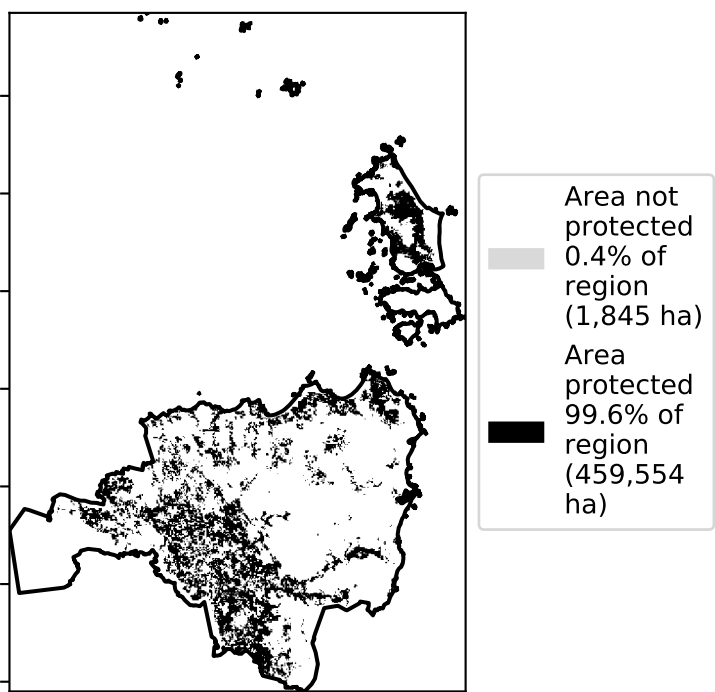 Area not
protected
0.4% of
region
(1,845 ha)
Area
protected
99.6% of
region
(459,554
ha)